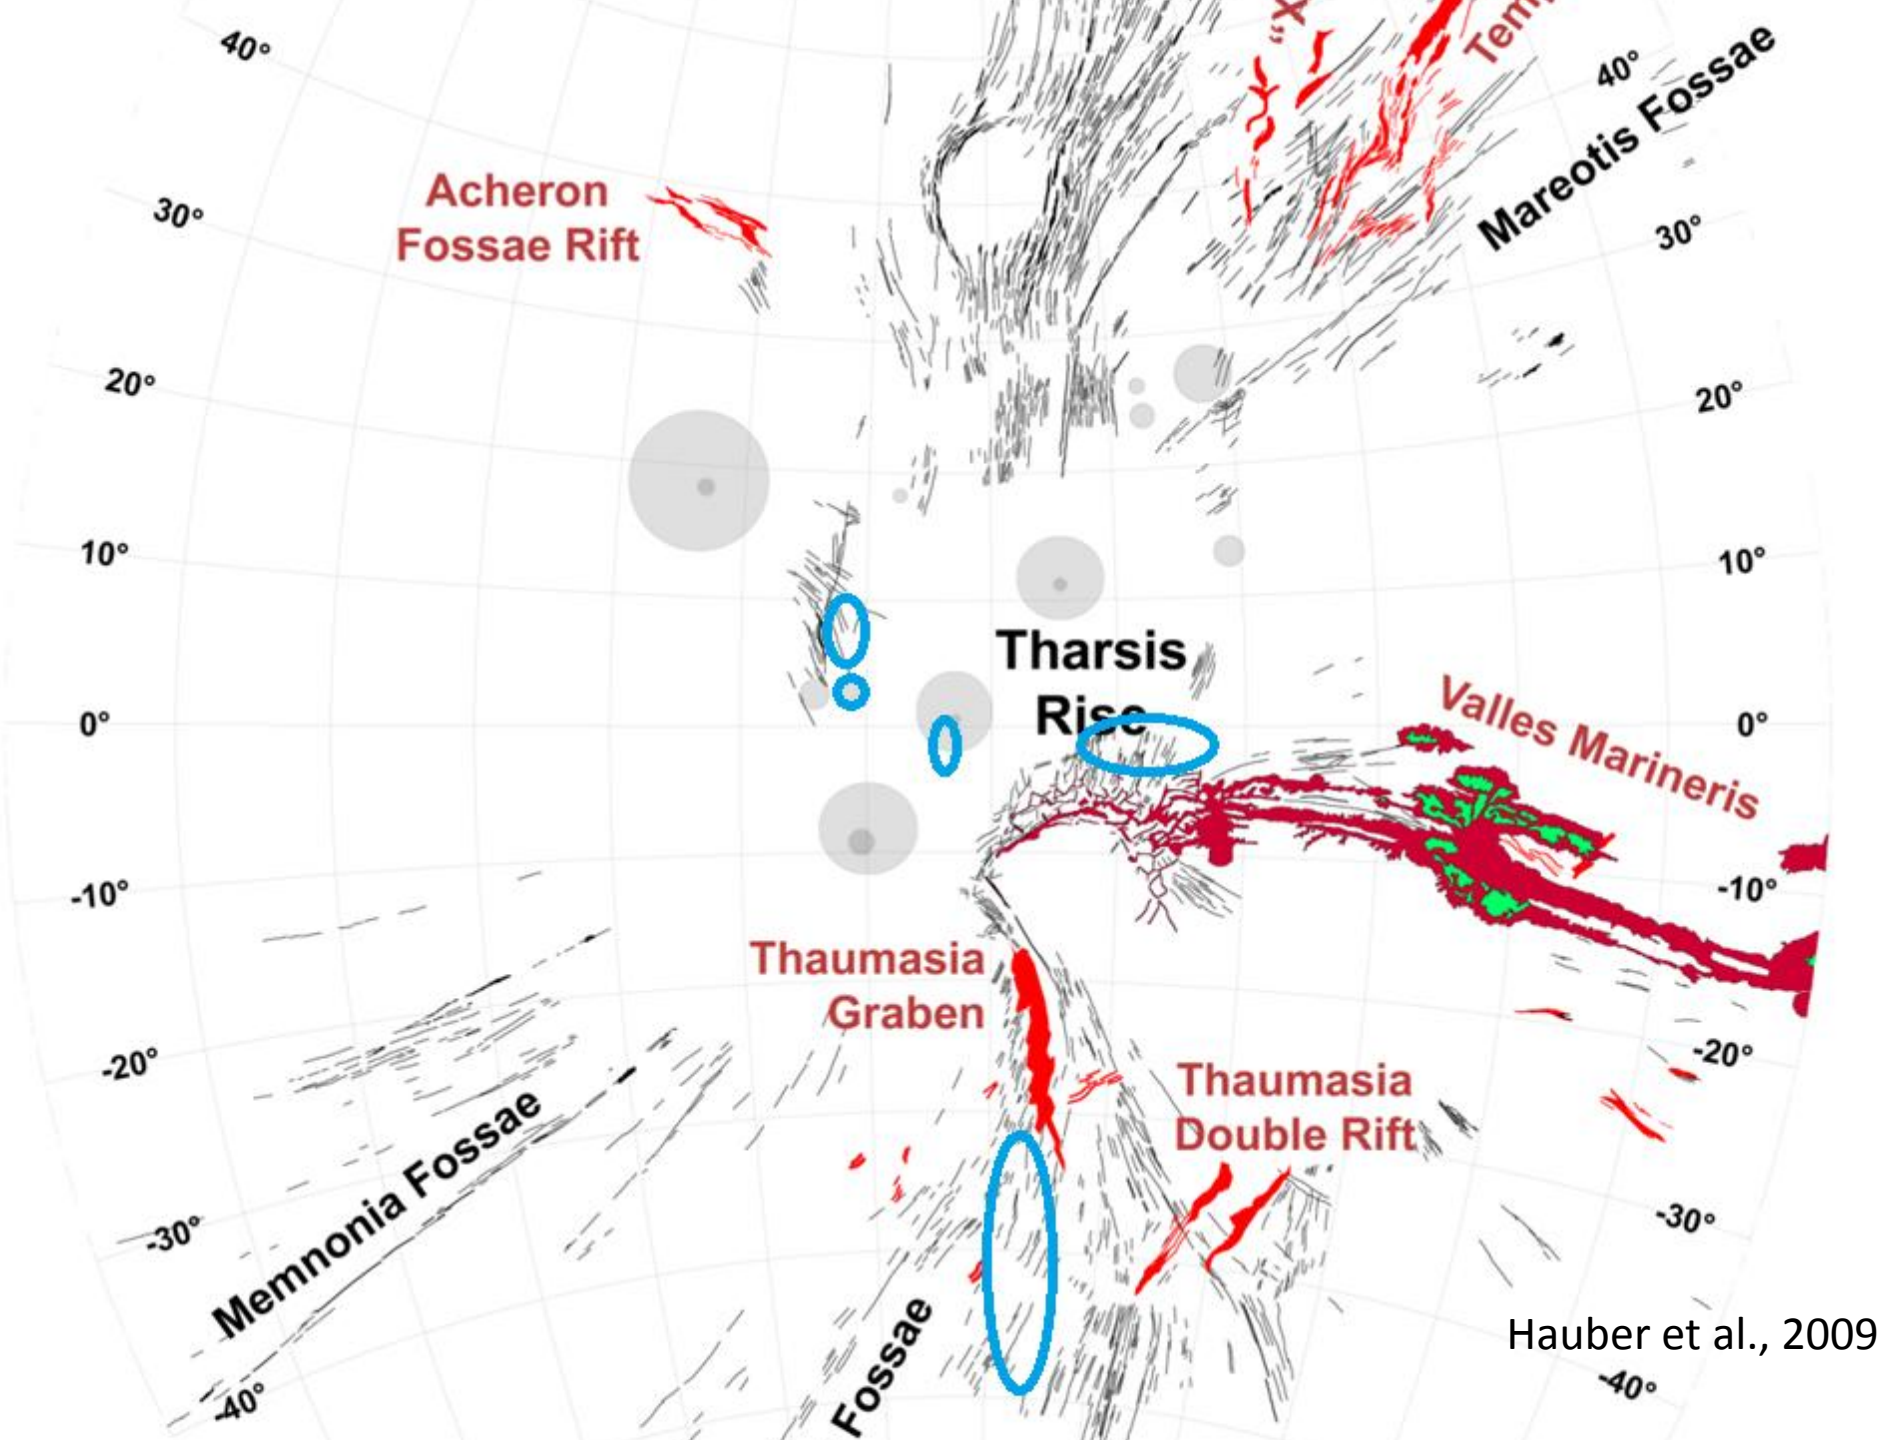 40°
X„
Temp
40°
Mareotis Fossae
Acheron
Fossae Rift
30°
30°
20°
20°
10°
10°
Tharsis
Rise
Valles Marineris
0°
0°
-10°
-10°
Thaumasia
Graben
-20°
-20°
Thaumasia
Double Rift
Memnonia Fossae
-30°
-30°
Fossae
Hauber et al., 2009
-40°
-40°